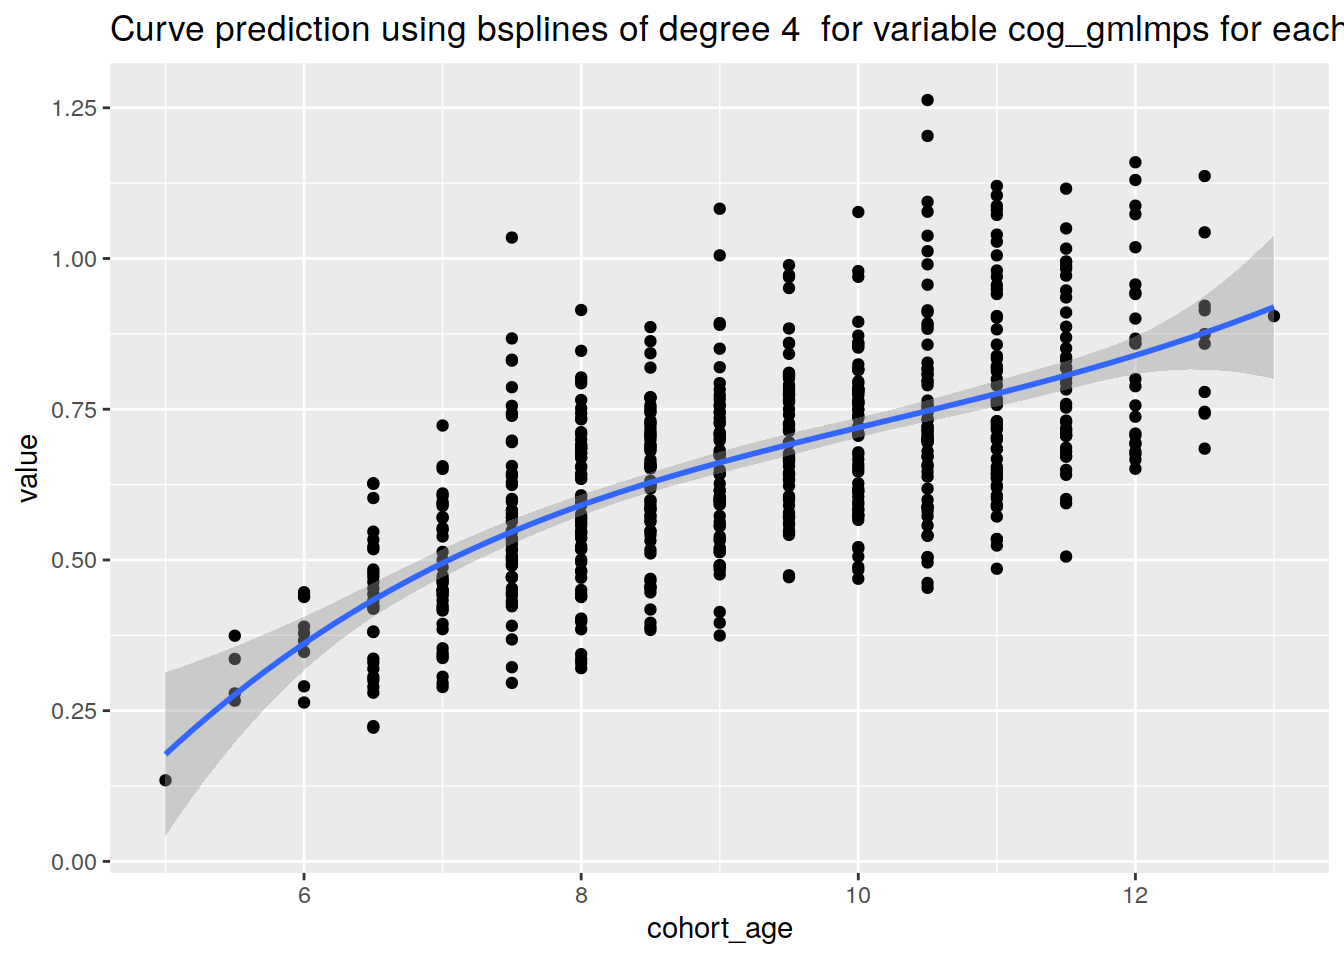 Curve prediction using bsplines of degree 4  for variable cog_gmlmps for each
1.25
1.00
0.75
0.50
0.25
0.00
value
6 8 10 12
cohort_age